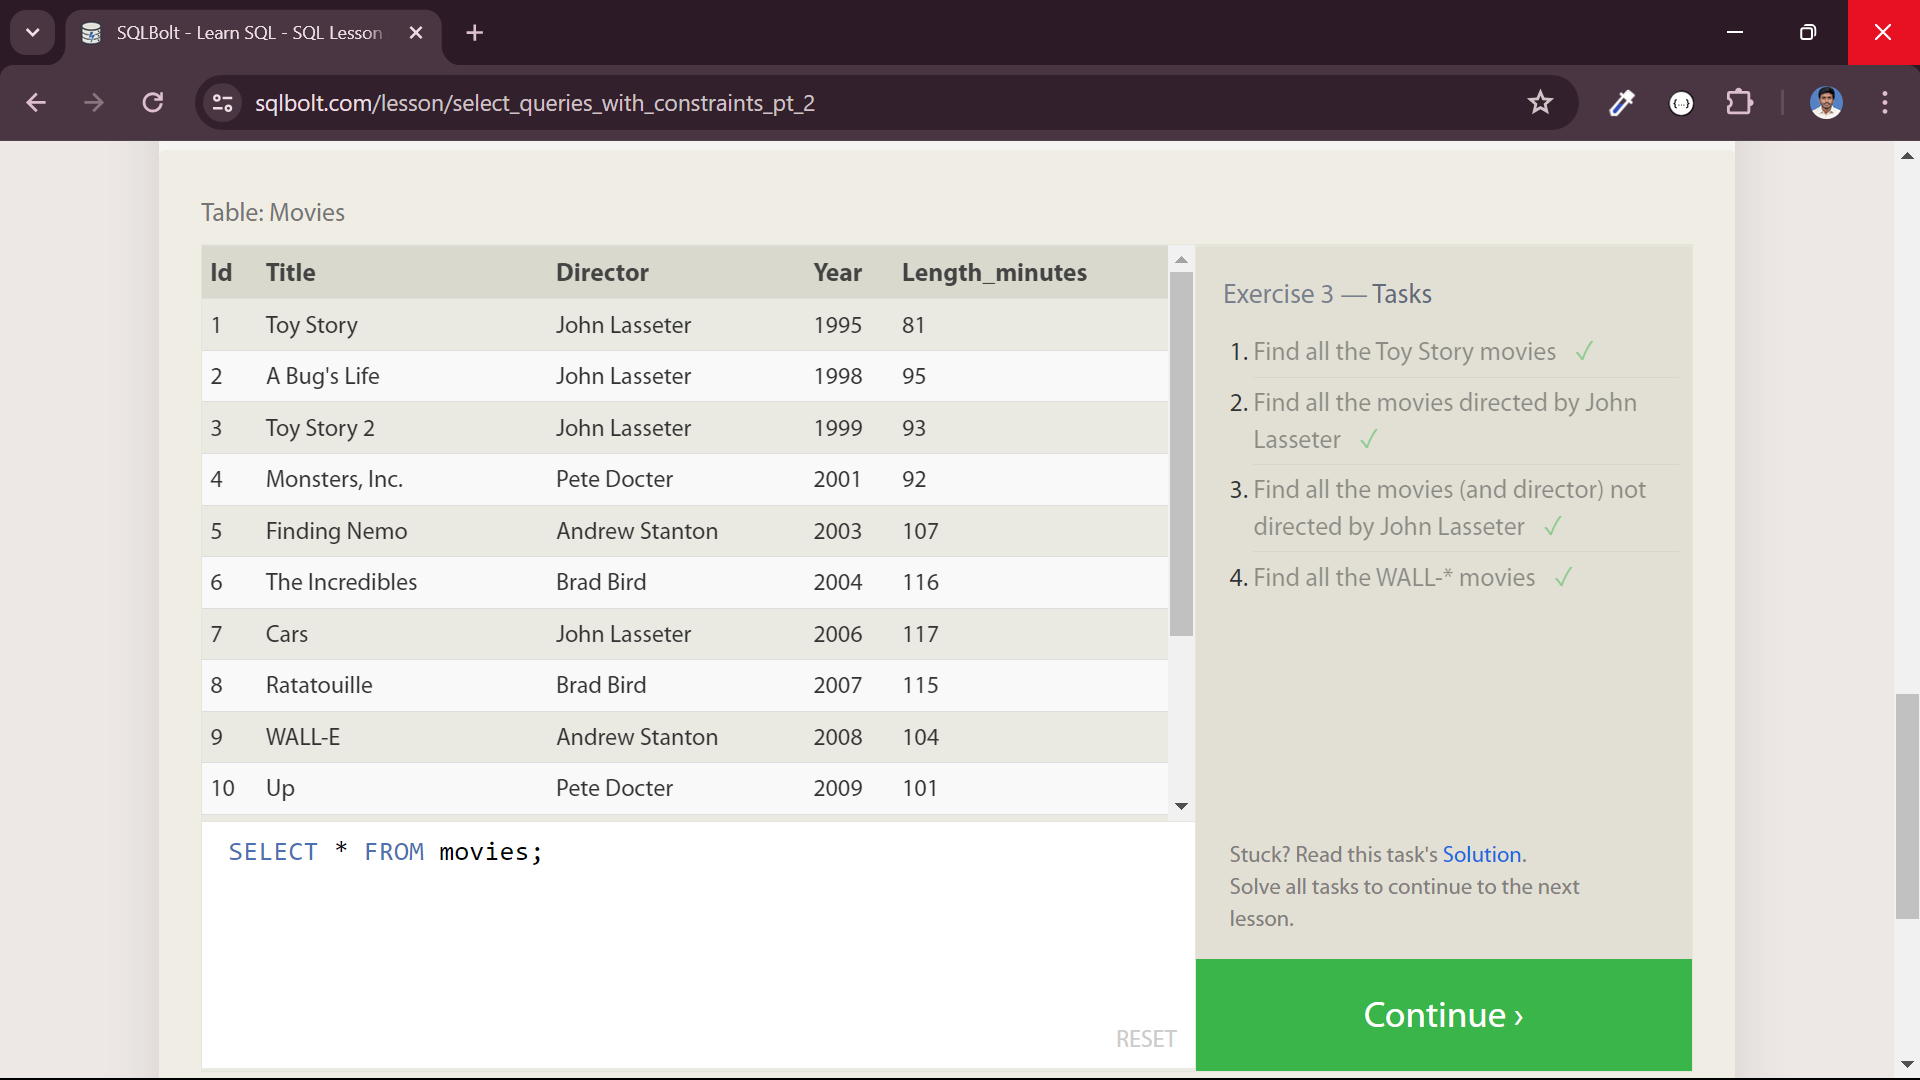 SQLBolt - Learn SQL - SQL Lesson
sqlbolt.com/lesson/select_queries_with_constraints_pt_2
Table: Movies
Id Title Director Year Length_minutes
1 Toy Story John Lasseter 1995 81
2 A Bug's Life John Lasseter 1998 95
3 Toy Story 2 John Lasseter 1999 93
4 Monsters, Inc. Pete Docter 2001 92
5 Finding Nemo Andrew Stanton 2003 107
6 The Incredibles Brad Bird 2004 116
7 Cars John Lasseter 2006 117
8 Ratatouille Brad Bird 2007 115
9 WALL-E Andrew Stanton 2008 104
10 Up Pete Docter 2009 101
SELECT * FROM movies;
RESET
Exercise 3 — Tasks
1. Find all the Toy Story movies ✓
2. Find all the movies directed by John
Lasseter ✓
3. Find all the movies (and director) not
directed by John Lasseter ✓
4. Find all the WALL-* movies ✓
Stuck? Read this task's Solution.
Solve all tasks to continue to the next
lesson.
Continue ›